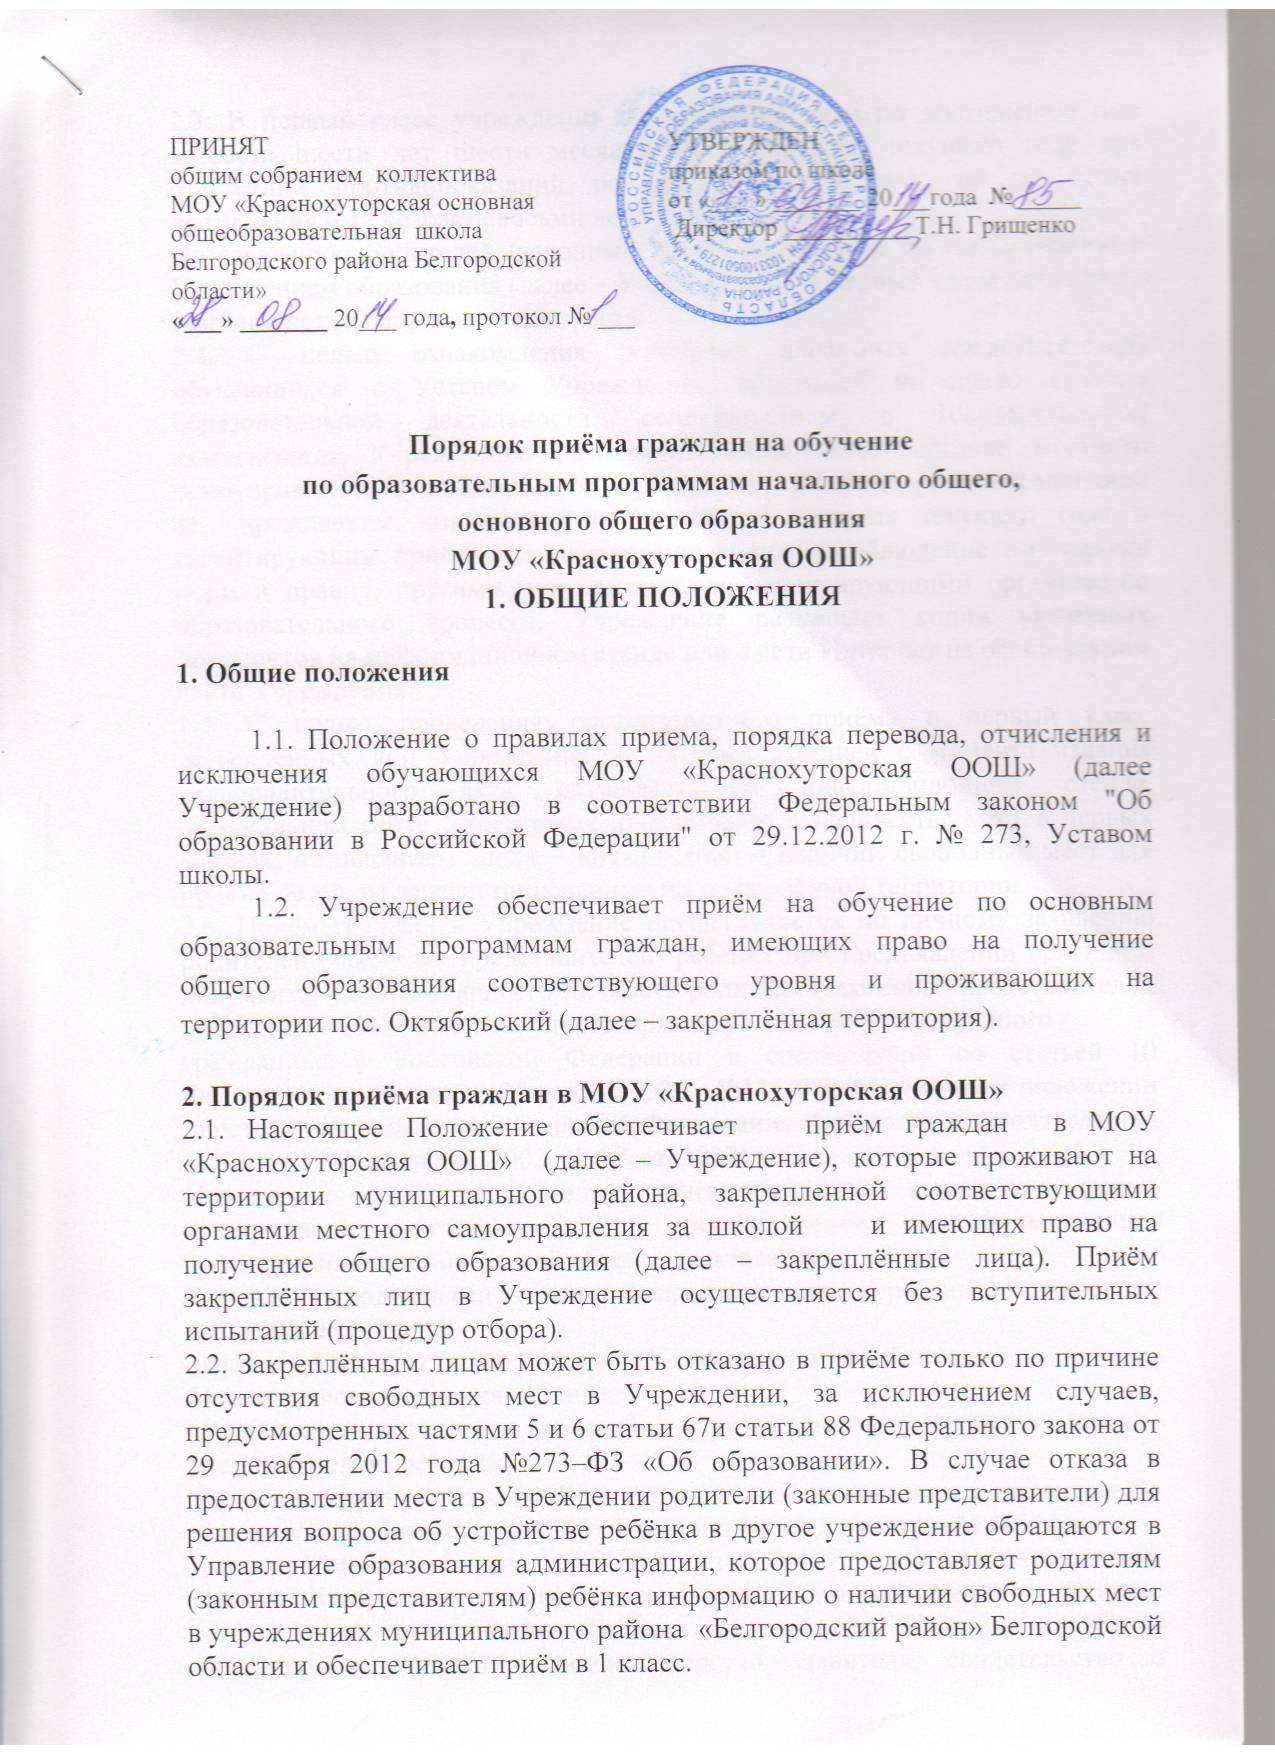 ПРИНЯТ
общим собранием  коллектива
МОУ «Краснохуторская основная
общеобразовательная  школа
Белгородского района Белгородской
области»
«28» 08 2014 года, протокол № 1
УТВЕРЖДЕН
приказом по школе
от « » 2014 года  № 85
Директор Т.Н. Грищенко
РОССИЙСКАЯ ФЕДЕРАЦИЯ БЕЛГОРОДСКАЯ ОБЛАСТЬ
Порядок приёма граждан на обучение
по образовательным программам начального общего,
основного общего образования
МОУ «Краснохуторская ООШ»
1. ОБЩИЕ ПОЛОЖЕНИЯ
1. Общие положения
1.1. Положение о правилах приема, порядка перевода, отчисления и
исключения обучающихся МОУ «Краснохуторская ООШ» (далее
Учреждение) разработано в соответствии Федеральным законом "Об
образовании в Российской Федерации" от 29.12.2012 г. № 273, Уставом
школы.
1.2. Учреждение обеспечивает приём на обучение по основным
образовательным программам граждан, имеющих право на получение
общего образования соответствующего уровня и проживающих на
территории пос. Октябрьский (далее – закреплённая территория).
2. Порядок приёма граждан в МОУ «Краснохуторская ООШ»
2.1. Настоящее Положение обеспечивает приём граждан в МОУ
«Краснохуторская ООШ» (далее – Учреждение), которые проживают на
территории муниципального района, закрепленной соответствующими
органами местного самоуправления за школой и имеющих право на
получение общего образования (далее – закреплённые лица). Приём
закреплённых лиц в Учреждение осуществляется без вступительных
испытаний (процедур отбора).
2.2. Закреплённым лицам может быть отказано в приёме только по причине
отсутствия свободных мест в Учреждении, за исключением случаев,
предусмотренных частями 5 и 6 статьи 67и статьи 88 Федерального закона от
29 декабря 2012 года №273–ФЗ «Об образовании». В случае отказа в
предоставлении места в Учреждении родители (законные представители) для
решения вопроса об устройстве ребёнка в другое учреждение обращаются в
Управление образования администрации, которое предоставляет родителям
(законным представителям) ребёнка информацию о наличии свободных мест
в учреждениях муниципального района «Белгородский район» Белгородской
области и обеспечивает приём в 1 класс.